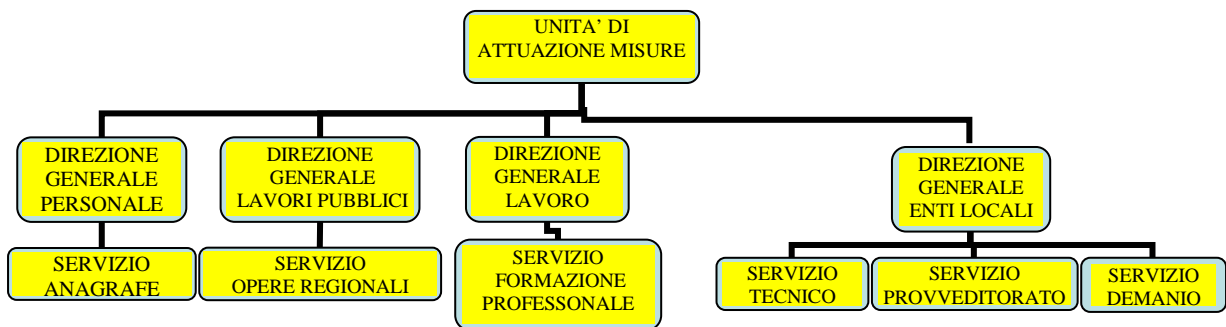 UNITA’ DI
ATTUAZIONE MISURE
DIREZIONE
GENERALE
PERSONALE
DIREZIONE
GENERALE
LAVORI PUBBLICI
DIREZIONE
GENERALE
LAVORO
DIREZIONE
GENERALE
ENTI LOCALI
SERVIZIO
ANAGRAFE
SERVIZIO
OPERE REGIONALI
SERVIZIO
FORMAZIONE
PROFESSONALE
SERVIZIO
TECNICO
SERVIZIO
PROVVEDITORATO
SERVIZIO
DEMANIO